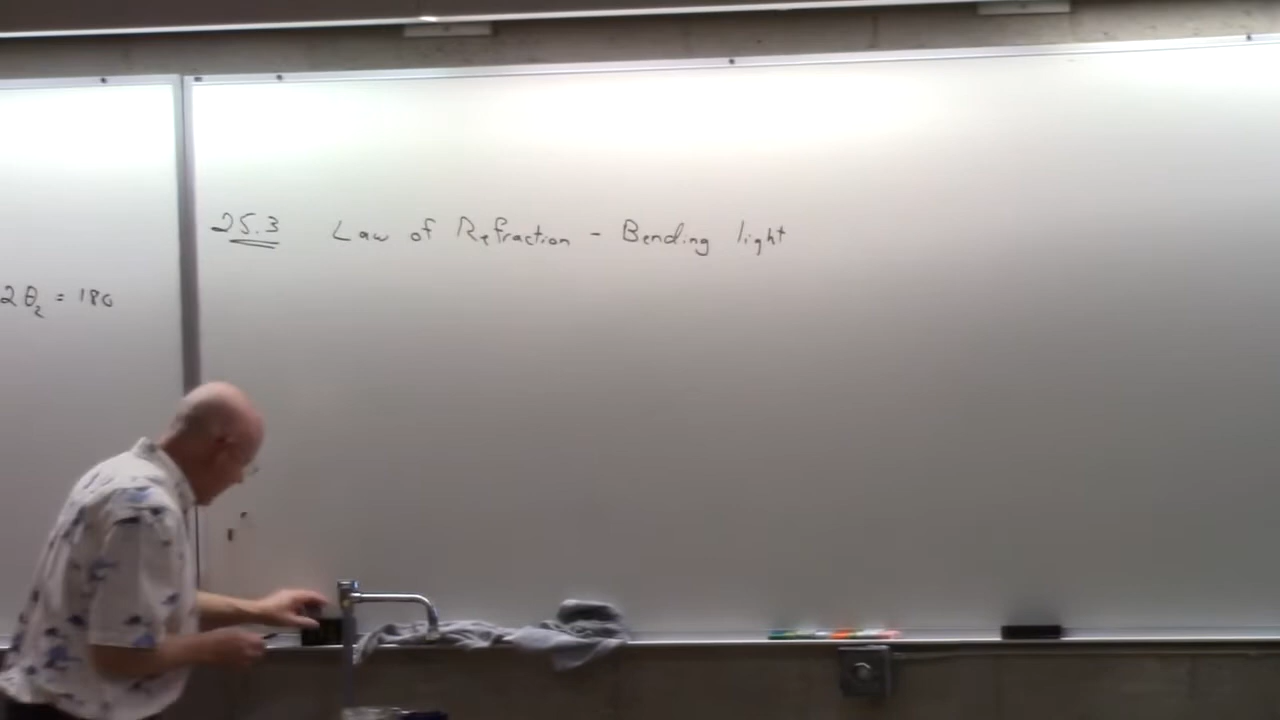 25.3 Law of Refraction - Bending light
2θ₂ = 180